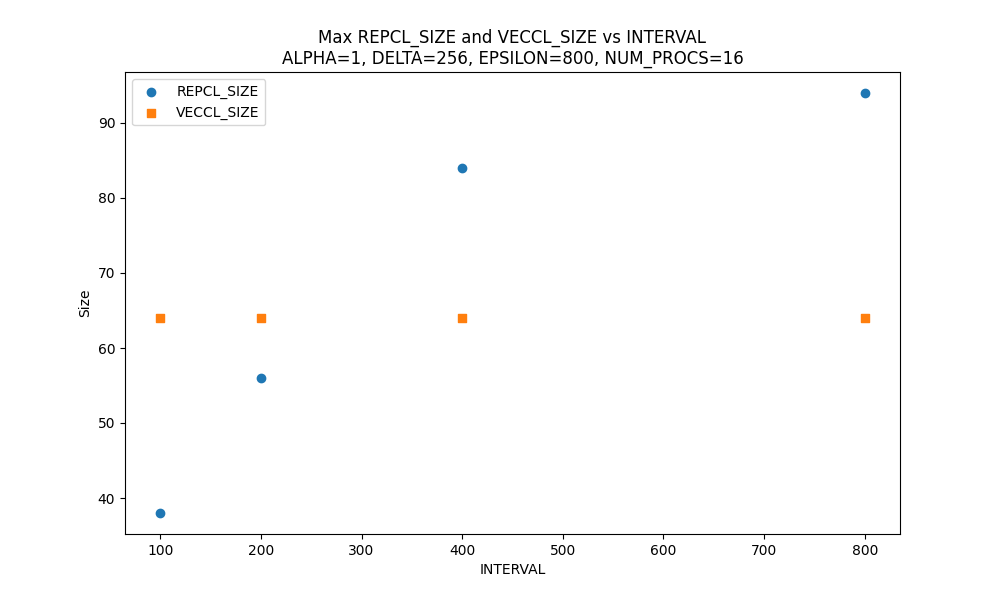 Max REPCL_SIZE and VECCL_SIZE vs INTERVAL
ALPHA=1, DELTA=256, EPSILON=800, NUM_PROCS=16
REPCL_SIZE
VECCL_SIZE
90
80
70
60
50
40
Size
100 200 300 400 500 600 700 800
INTERVAL